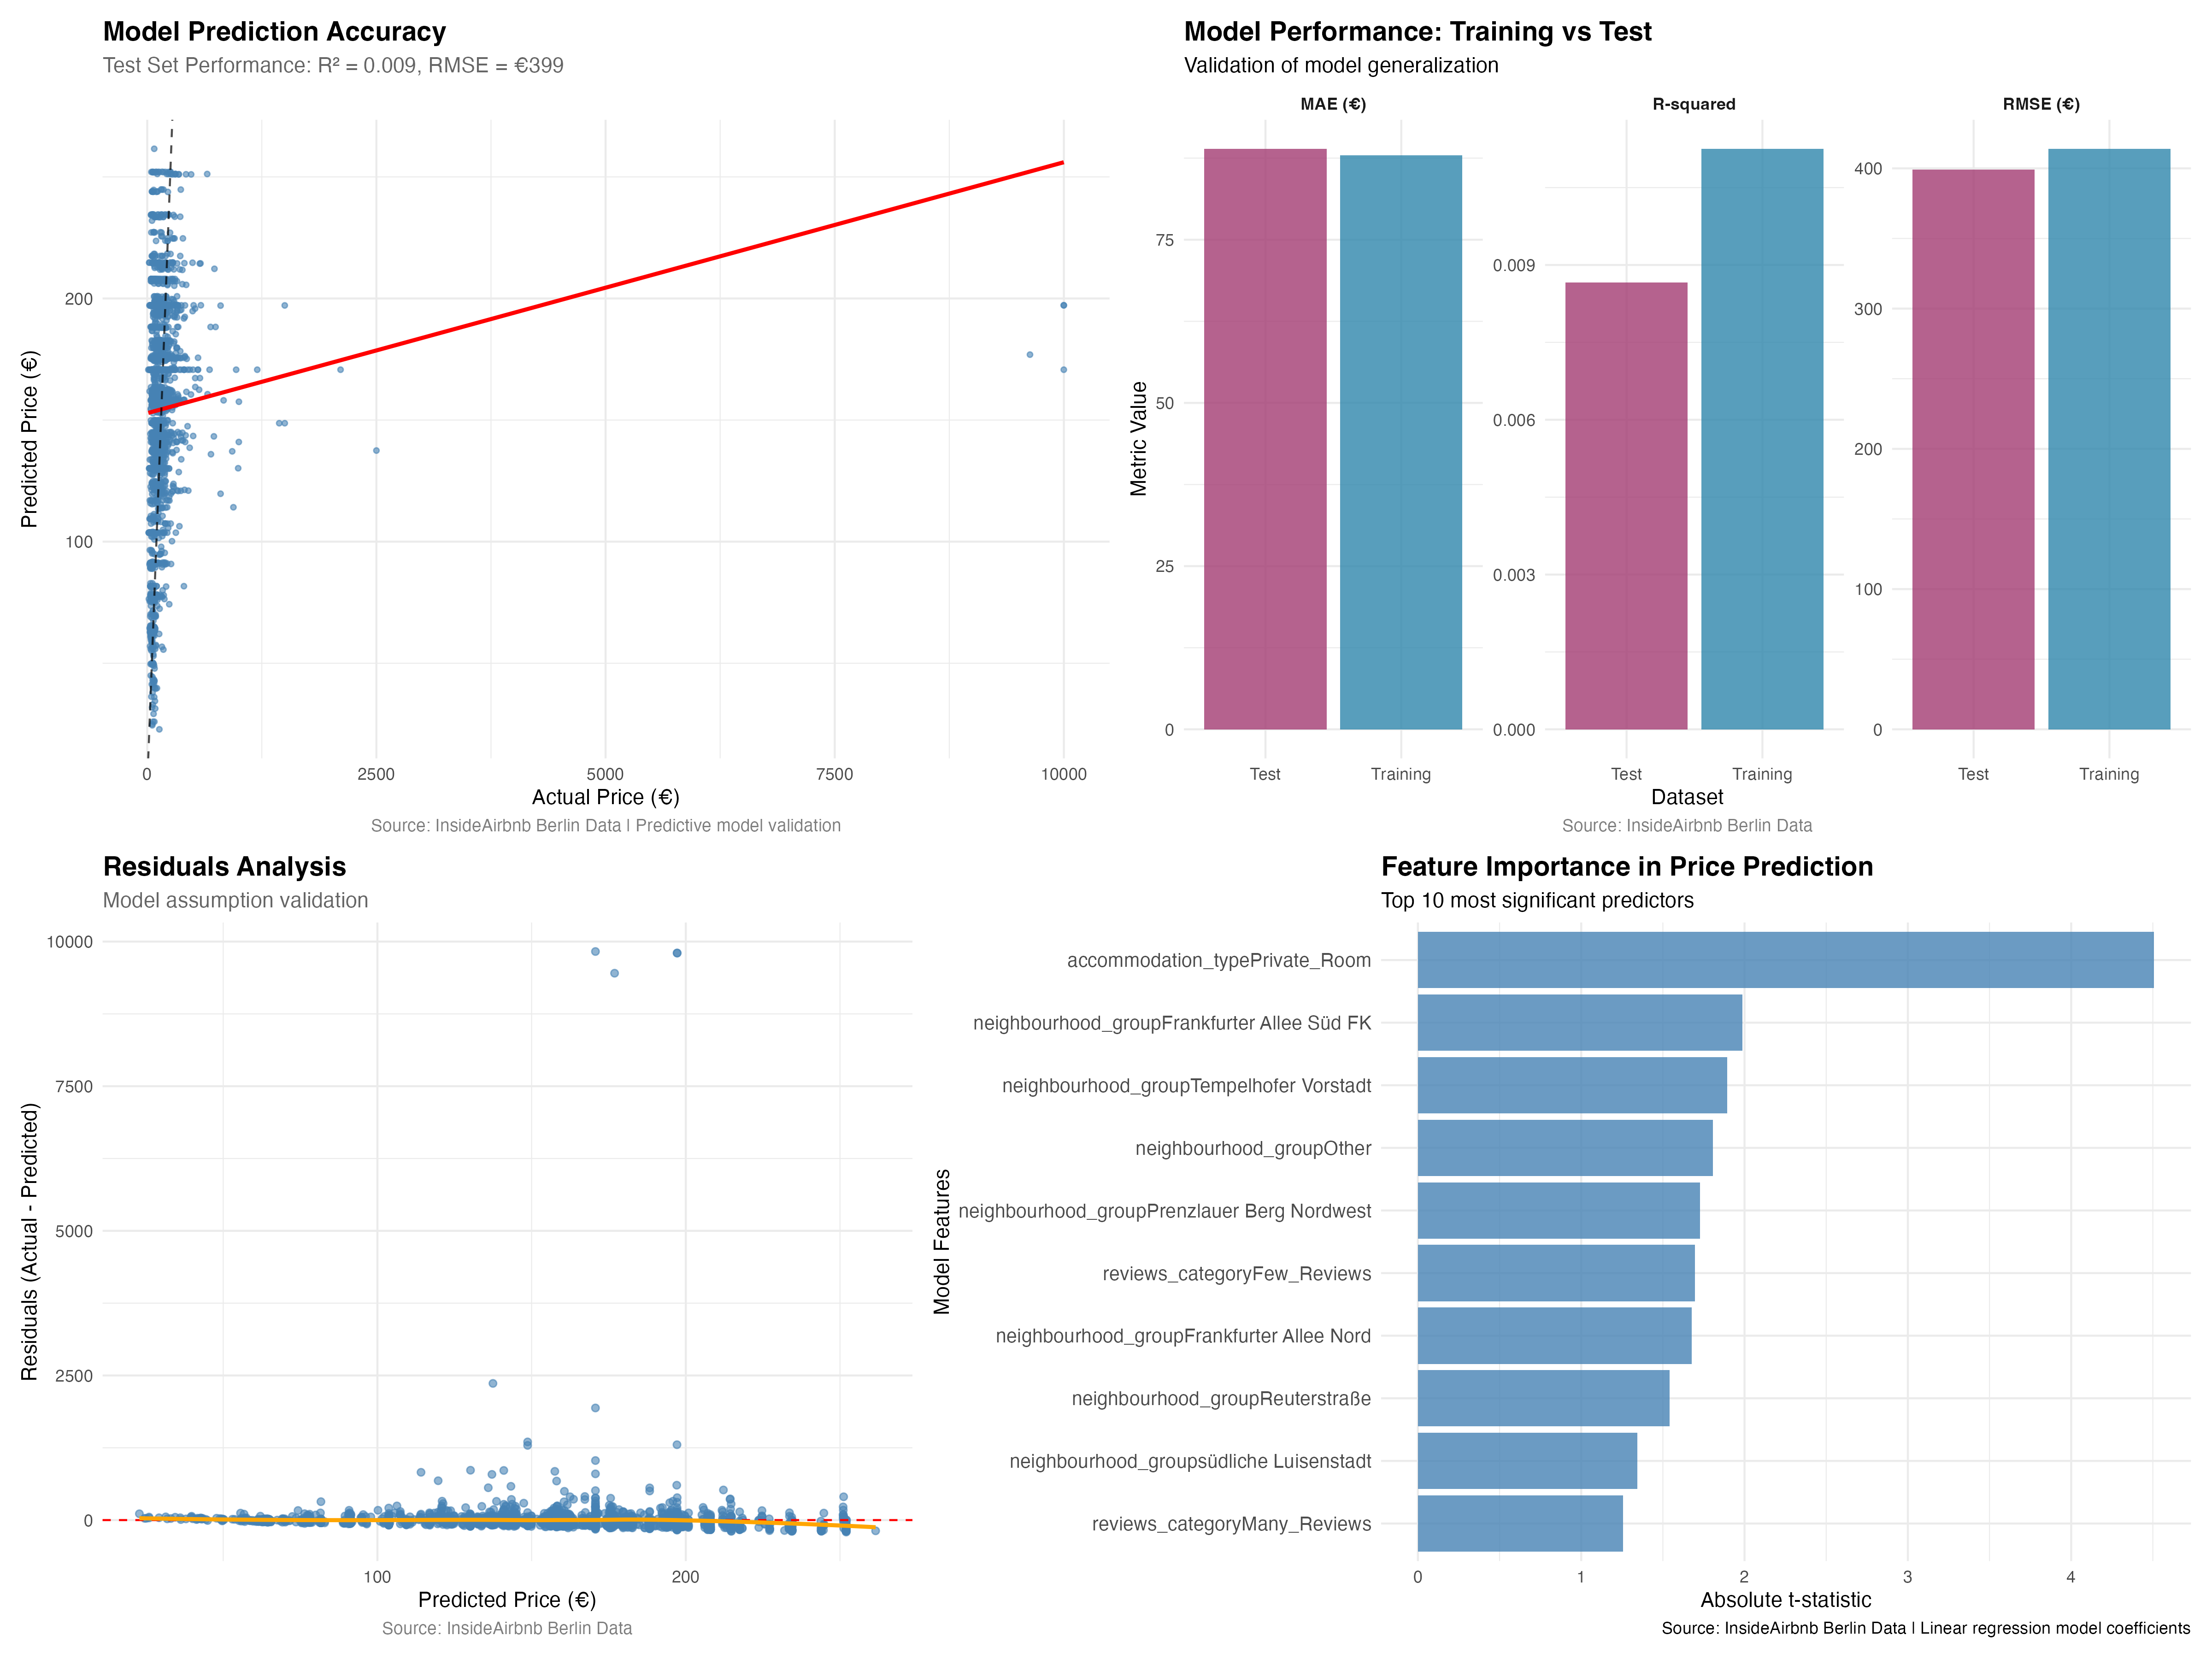 Model Prediction Accuracy
Test Set Performance: R² = 0.009, RMSE = €399
Predicted Price (€)
200
100
0 2500 5000 7500 10000
Actual Price (€)
Source: InsideAirbnb Berlin Data | Predictive model validation
Model Performance: Training vs Test
Validation of model generalization
MAE (€) R-squared RMSE (€)
Metric Value
75
50
25
0
0.009
0.006
0.003
0.000
400
300
200
100
0
Test Training Test Training Test Training
Dataset
Source: InsideAirbnb Berlin Data
Residuals Analysis
Model assumption validation
Residuals (Actual - Predicted)
10000
7500
5000
2500
0
100 200
Predicted Price (€)
Source: InsideAirbnb Berlin Data
Feature Importance in Price Prediction
Top 10 most significant predictors
Model Features
accommodation_typePrivate_Room
neighbourhood_groupFrankfurter Allee Süd FK
neighbourhood_groupTempelhofer Vorstadt
neighbourhood_groupOther
neighbourhood_groupPrenzlauer Berg Nordwest
reviews_categoryFew_Reviews
neighbourhood_groupFrankfurter Allee Nord
neighbourhood_groupReuterstraße
neighbourhood_groupsüdliche Luisenstadt
reviews_categoryMany_Reviews
0 1 2 3 4
Absolute t-statistic
Source: InsideAirbnb Berlin Data | Linear regression model coefficients